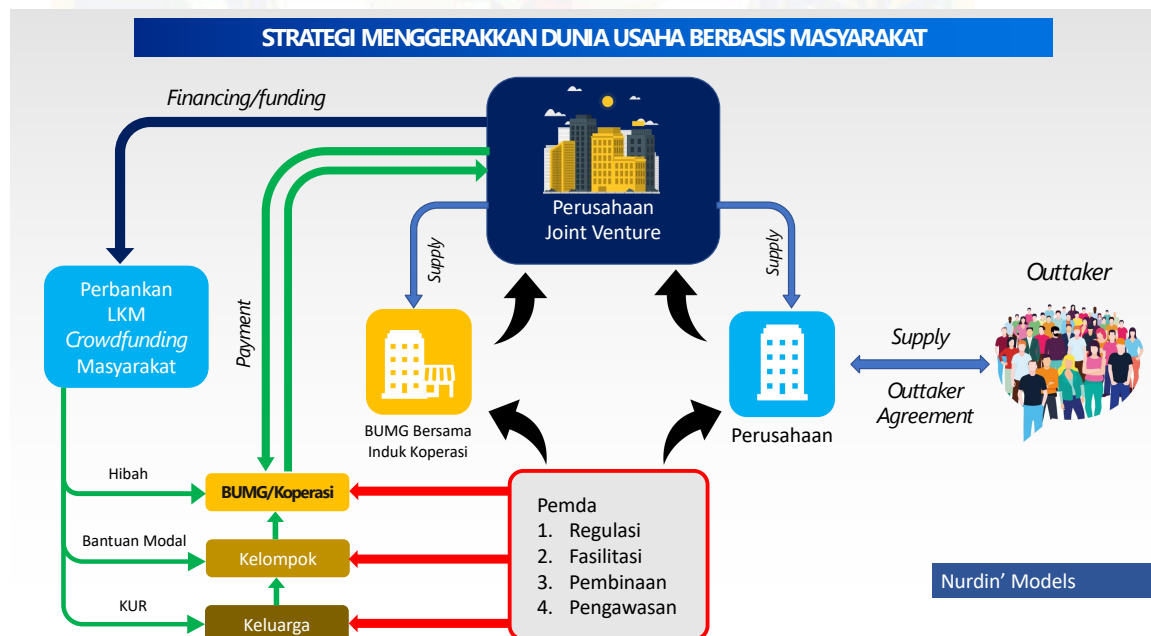 STRATEGI MENGGERAKKAN DUNIA USAHA BERBASIS MASYARAKAT
Financing/funding
Perusahaan
Joint Venture
Supply
Supply
Payment
Perbankan
LKM
Crowdfunding
Masyarakat
Outtaker
Supply
Outtaker
Agreement
BUMG Bersama
Induk Koperasi
Perusahaan
Hibah
BUMG/Koperasi
Bantuan Modal
Kelompok
KUR
Keluarga
Pemda
1. Regulasi
2. Fasilitasi
3. Pembinaan
4. Pengawasan
Nurdin’ Models